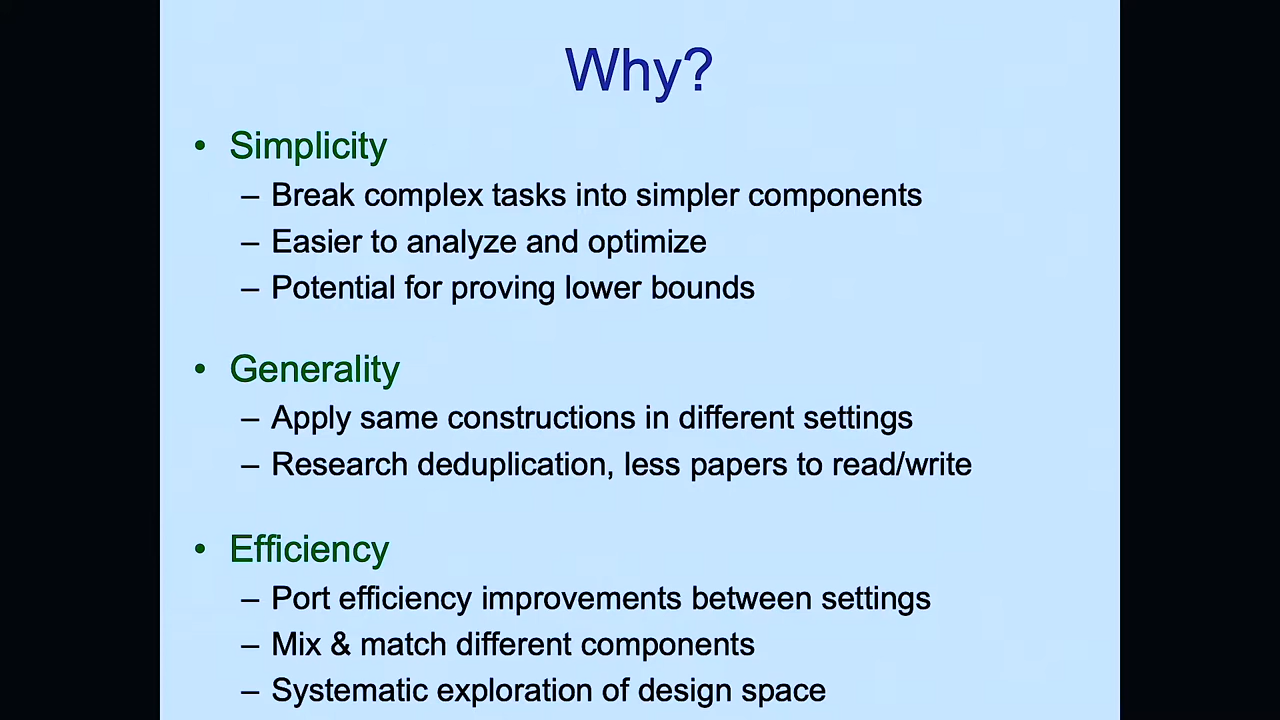 Why?
• Simplicity
– Break complex tasks into simpler components
– Easier to analyze and optimize
– Potential for proving lower bounds
• Generality
– Apply same constructions in different settings
– Research deduplication, less papers to read/write
• Efficiency
– Port efficiency improvements between settings
– Mix & match different components
– Systematic exploration of design space